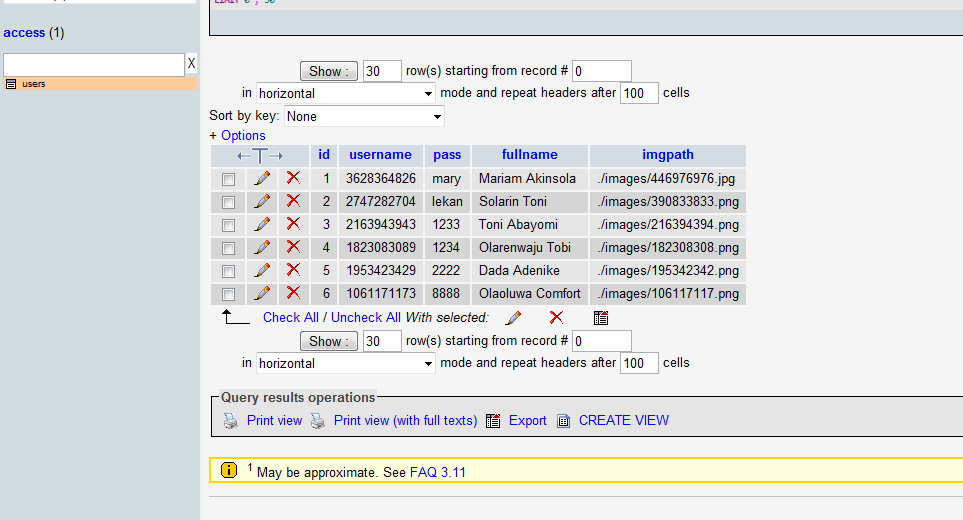 access (1)
X
users
Show : 30 row(s) starting from record # 0
in horizontal mode and repeat headers after 100 cells
Sort by key: None
+ Options
←T→ id username pass fullname imgpath
1 3628364826 mary Mariam Akinsola ./images/446976976.jpg
2 2747282704 lekan Solarin Toni ./images/390833833.png
3 2163943943 1233 Toni Abayomi ./images/216394394.png
4 1823083089 1234 Olarenwaju Tobi ./images/182308308.png
5 1953423429 2222 Dada Adenike ./images/195342342.png
6 1061171173 8888 Olaoluwa Comfort ./images/106117117.png
Check All / Uncheck All With selected:
Show : 30 row(s) starting from record # 0
in horizontal mode and repeat headers after 100 cells
Query results operations
Print view Print view (with full texts) Export CREATE VIEW
1 May be approximate. See FAQ 3.11